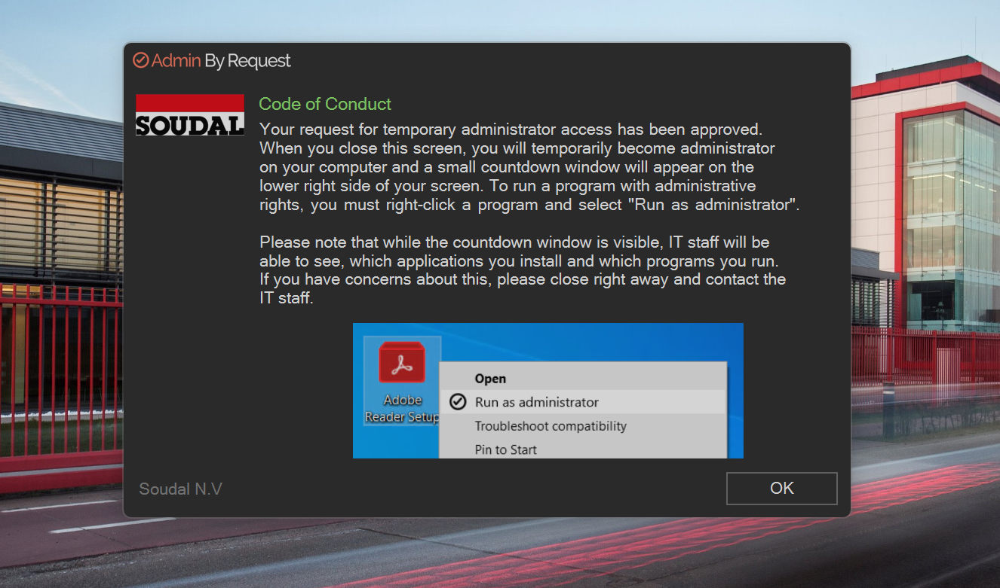 Admin By Request
SOUDAL
Code of Conduct
Your request for temporary administrator access has been approved.
When you close this screen, you will temporarily become administrator
on your computer and a small countdown window will appear on the
lower right side of your screen. To run a program with administrative
rights, you must right-click a program and select "Run as administrator".
Please note that while the countdown window is visible, IT staff will be
able to see, which applications you install and which programs you run.
If you have concerns about this, please close right away and contact the
IT staff.
Adobe
Reader Setup
Open
Run as administrator
Troubleshoot compatibility
Pin to Start
Soudal N.V
OK